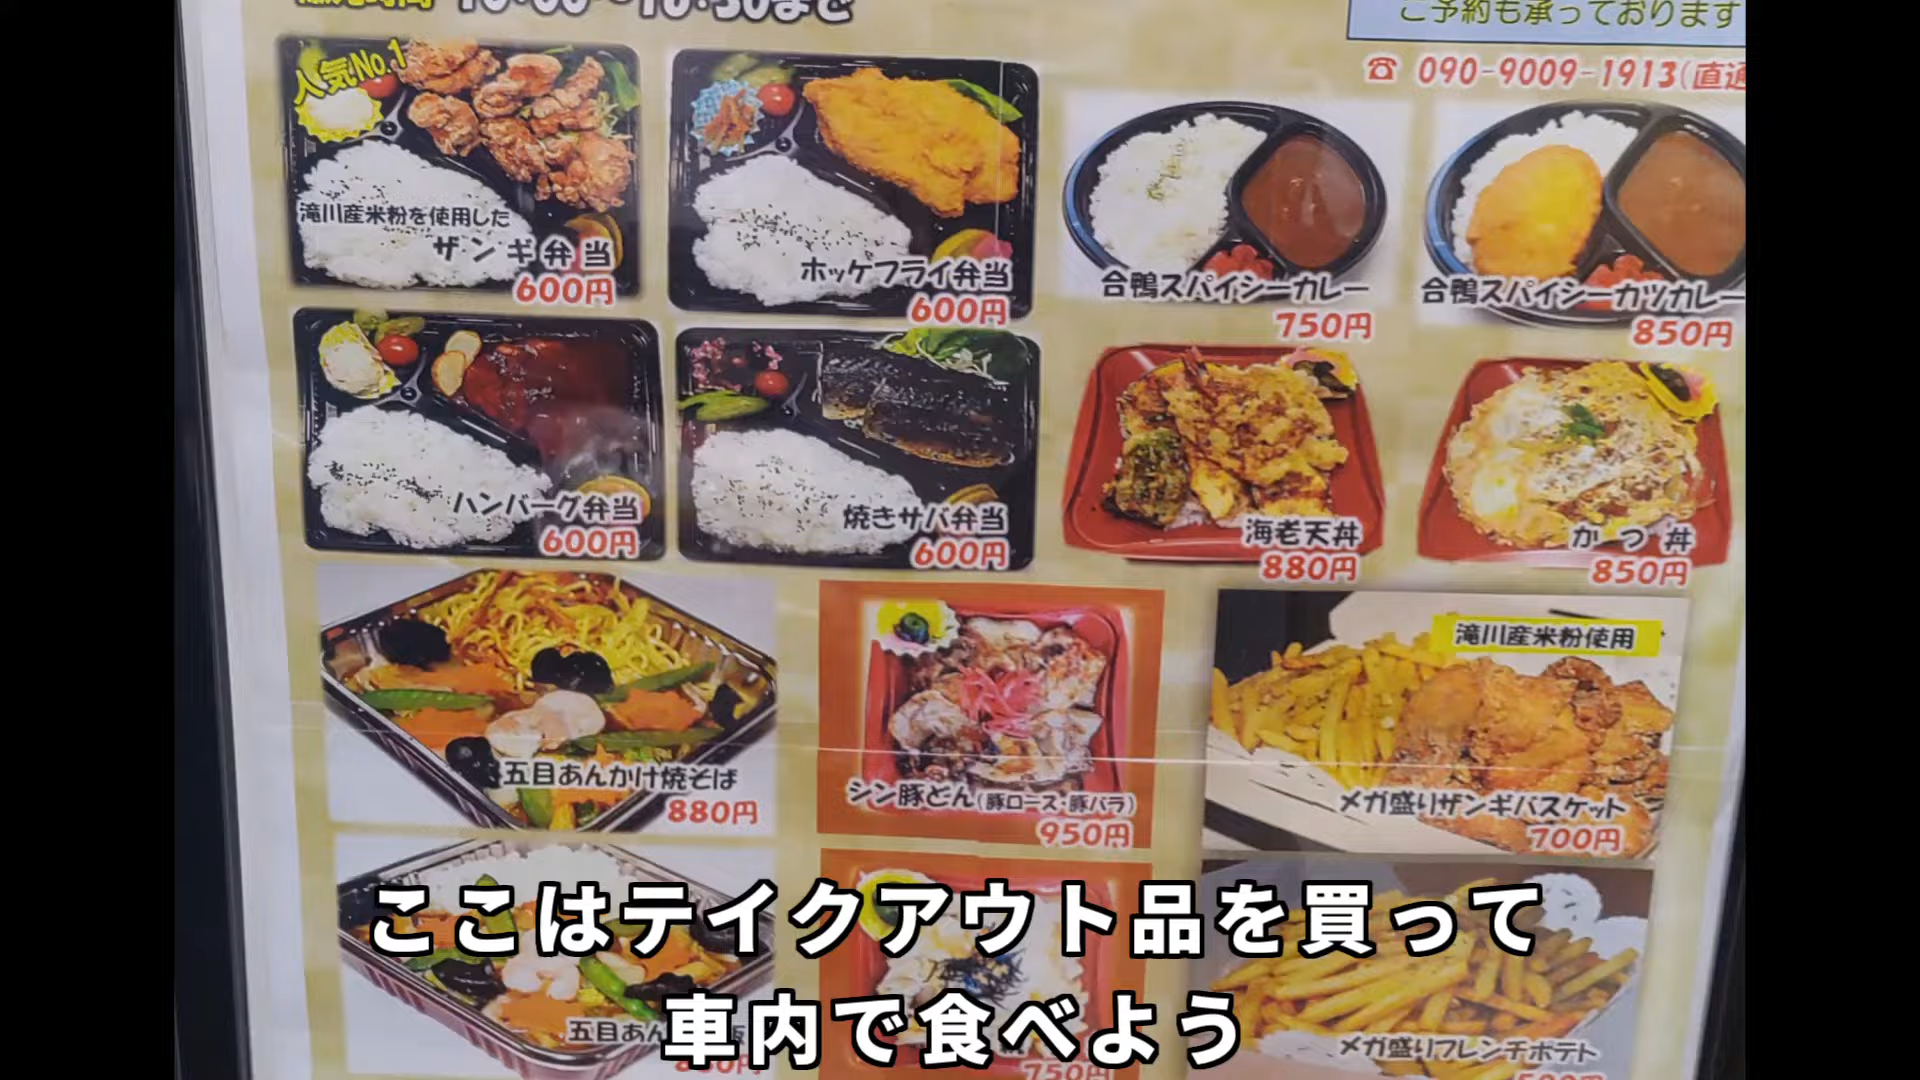 ご予約も承っております
☎ 090-9009-1913(直通
人気No.1
滝川産米粉を使用した
ザンギ弁当
600円
ホッケフライ弁当
600円
合鴨スパイシーカレー
750円
合鴨スパイシーカツカレー
850円
ハンバーグ弁当
600円
焼きサバ弁当
600円
海老天丼
880円
かつ丼
850円
五目あんかけ焼そば
880円
シン豚どん(豚ロース・豚バラ)
950円
滝川産米粉使用
メガ盛りザンギバスケット
700円
五目あん
750円
メガ盛りフレンチポテト
ここはテイクアウト品を買って
車内で食べよう